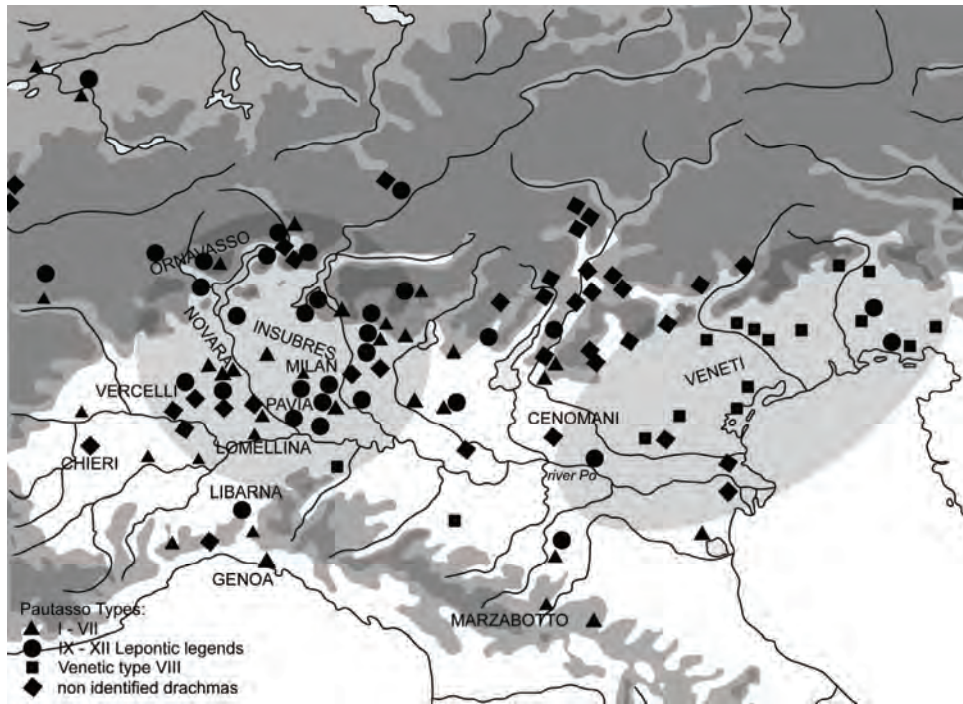 ORNAVASSO
NOVARA
INSUBRES
MILAN
VENETI
VERCELLI
PAVIA
CENOMANI
LOMELLINA
CHIERI
river Po
LIBARNA
GENOA
MARZABOTTO
Pautasso Types:
I - VII
IX - XII Lepontic legends
Venetic type VIII
non identified drachmas